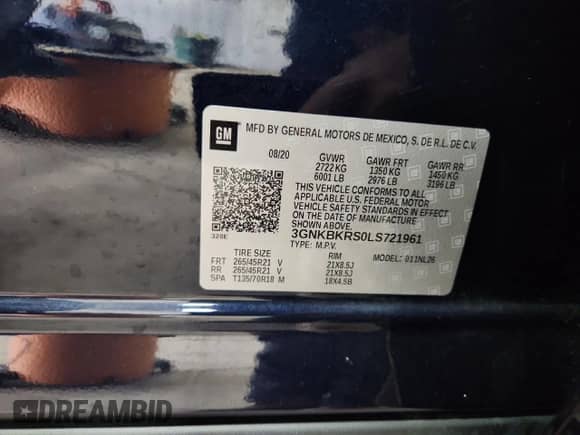 GM
MFD BY GENERAL MOTORS DE MEXICO, S. DE R.L. DE C.V.
08/20 GVWR GAWR FRT GAWR RR
2722 KG 1350 KG 1450 KG
6001 LB 2976 LB 3196 LB
THIS VEHICLE CONFORMS TO ALL
APPLICABLE U.S. FEDERAL MOTOR
VEHICLE SAFETY STANDARDS IN EFFECT
ON THE DATE OF MANUFACTURE
SHOWN ABOVE.
3GNKBKRS0LS721961
328E
TYPE: M.P.V. MODEL: 011NL26
TIRE SIZE RIM
FRT 265/45R21 V 21X8.5J
RR 265/45R21 V 21X8.5J
SPA T135/70R18 M 18X4.5B
DREAMBID